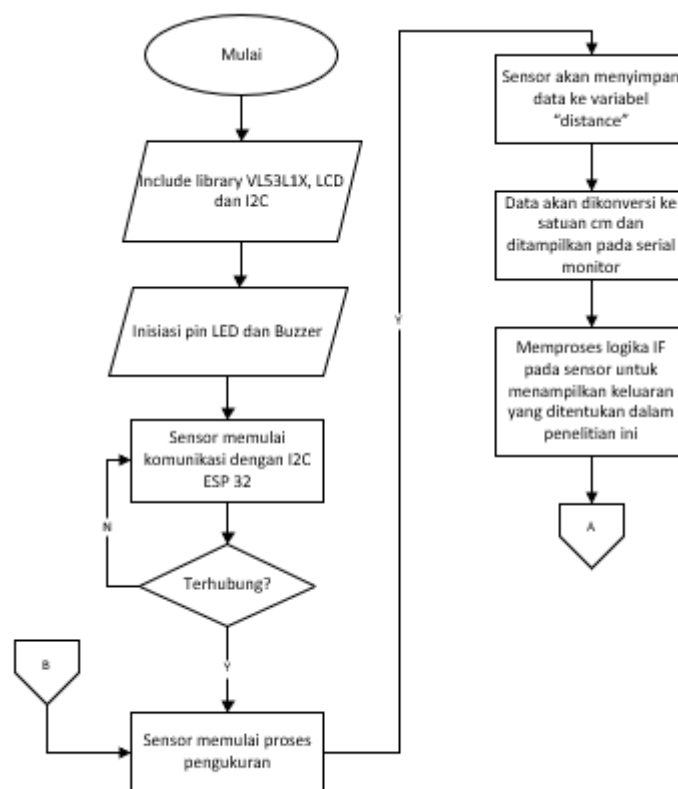 Mulai
Include library VL53L1X, LCD
dan I2C
Inisiasi pin LED dan Buzzer
Sensor memulai
komunikasi dengan I2C
ESP 32
N
Terhubung?
Y
B
Sensor memulai proses
pengukuran
Y
Sensor akan menyimpan
data ke variabel
“distance”
Data akan dikonversi ke
satuan cm dan
ditampilkan pada serial
monitor
Memproses logika IF
pada sensor untuk
menampilkan keluaran
yang ditentukan dalam
penelitian ini
A